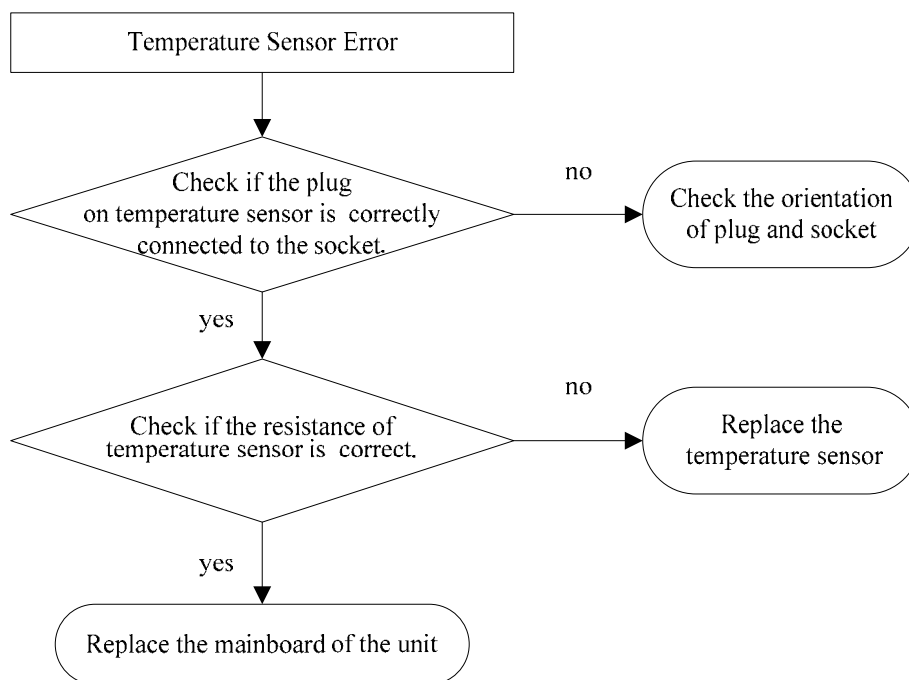 Temperature Sensor Error
Check if the plug
on temperature sensor is correctly
connected to the socket.
no
Check the orientation
of plug and socket
yes
Check if the resistance of
temperature sensor is correct.
no
Replace the
temperature sensor
yes
Replace the mainboard of the unit